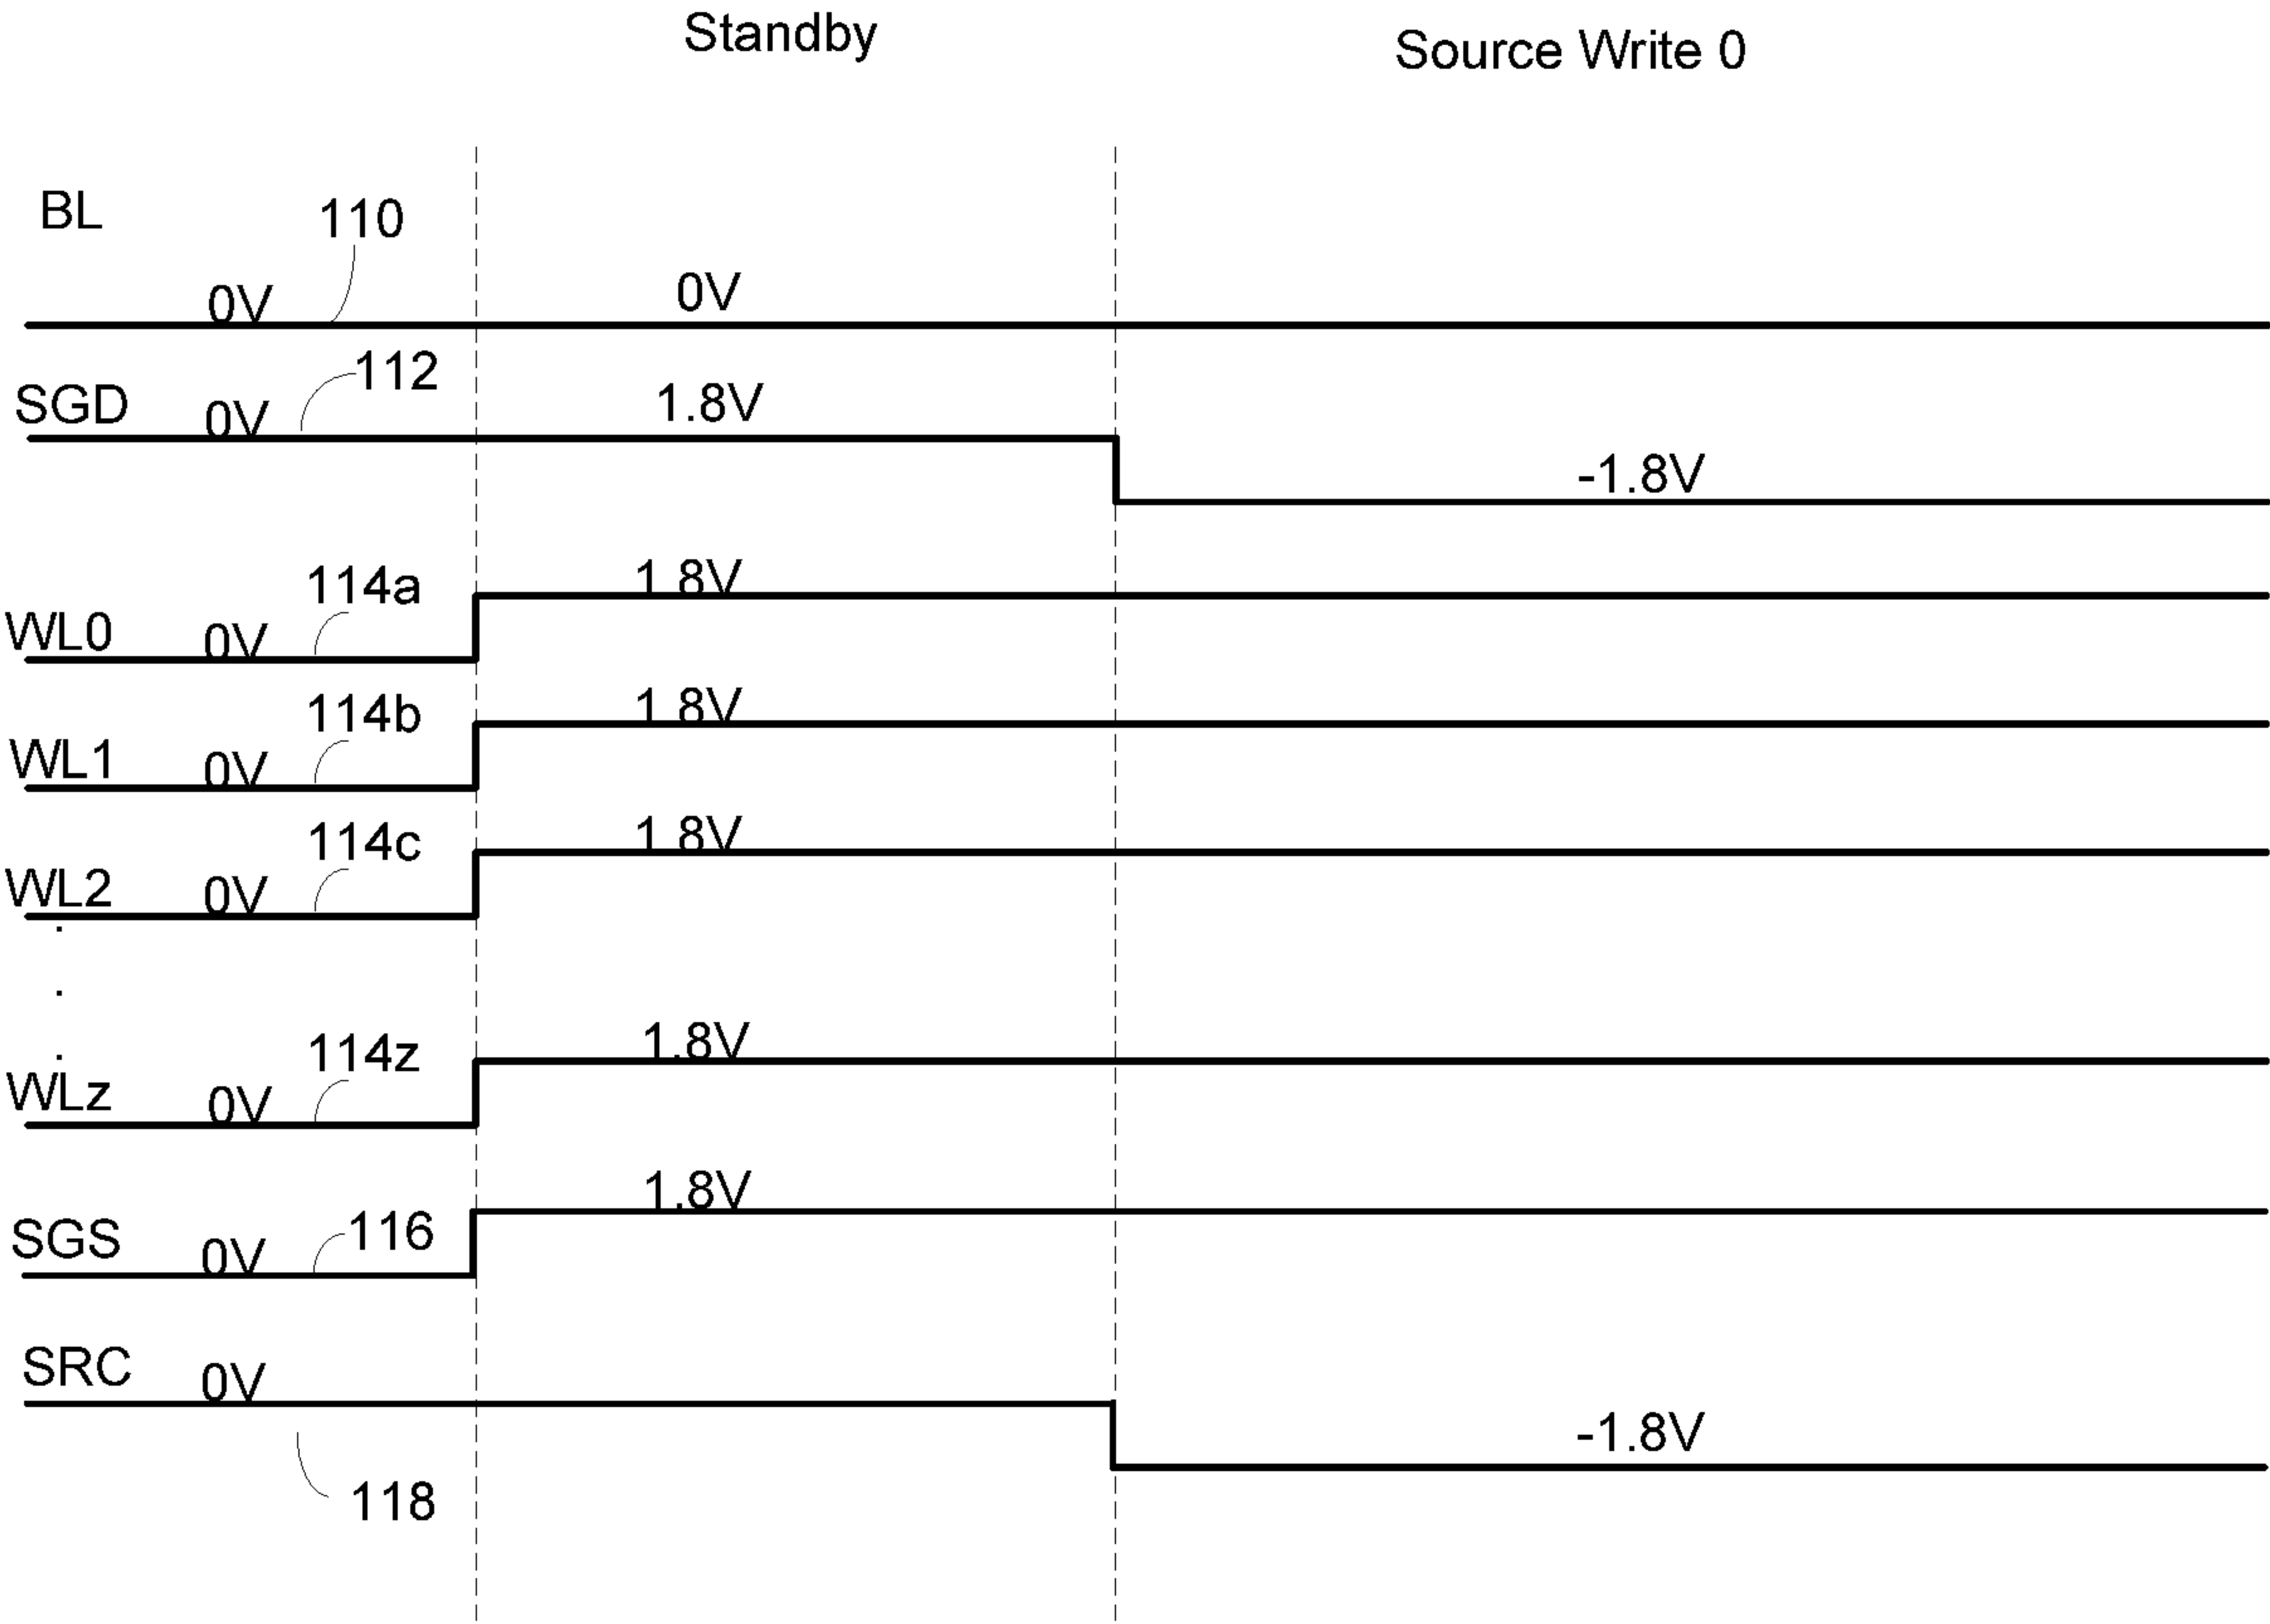 Standby
Source Write 0
BL
110
0V
0V
SGD
112
0V
1.8V
-1.8V
WL0
114a
0V
1.8V
WL1
114b
0V
1.8V
WL2
114c
0V
1.8V
.
.
.
WLz
114z
0V
1.8V
SGS
116
0V
1.8V
SRC
0V
118
-1.8V